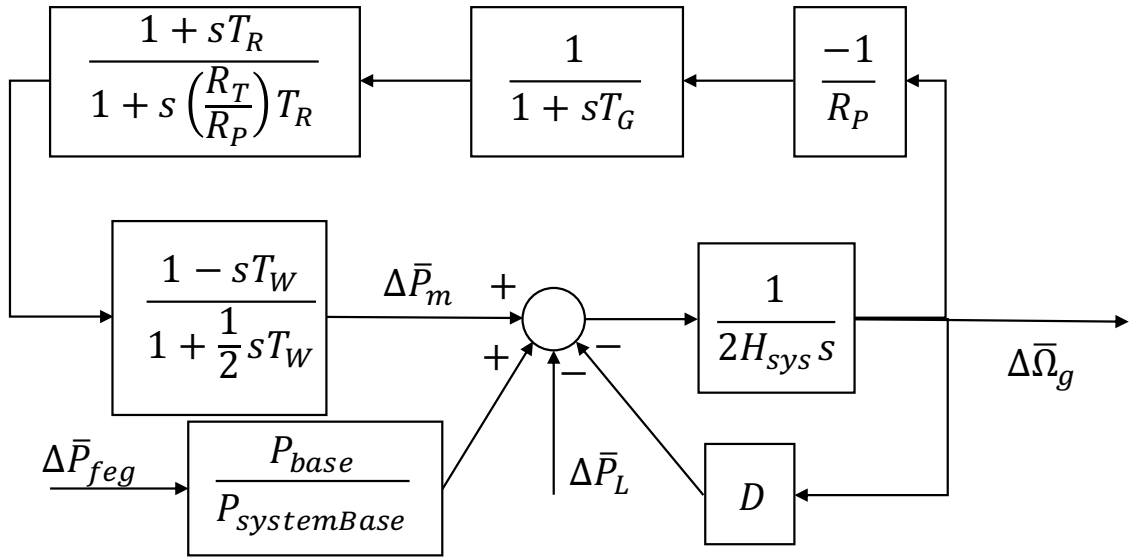 1 + sT_R
1 + s (R_T / R_P) T_R
1
1 + sT_G
−1
R_P
1 − sT_W
1 + 1/2 sT_W
ΔP̄_m
+
+
−
−
1
2H_sys s
ΔΩ̄_g
ΔP̄_feg
P_base
P_systemBase
ΔP̄_L
D